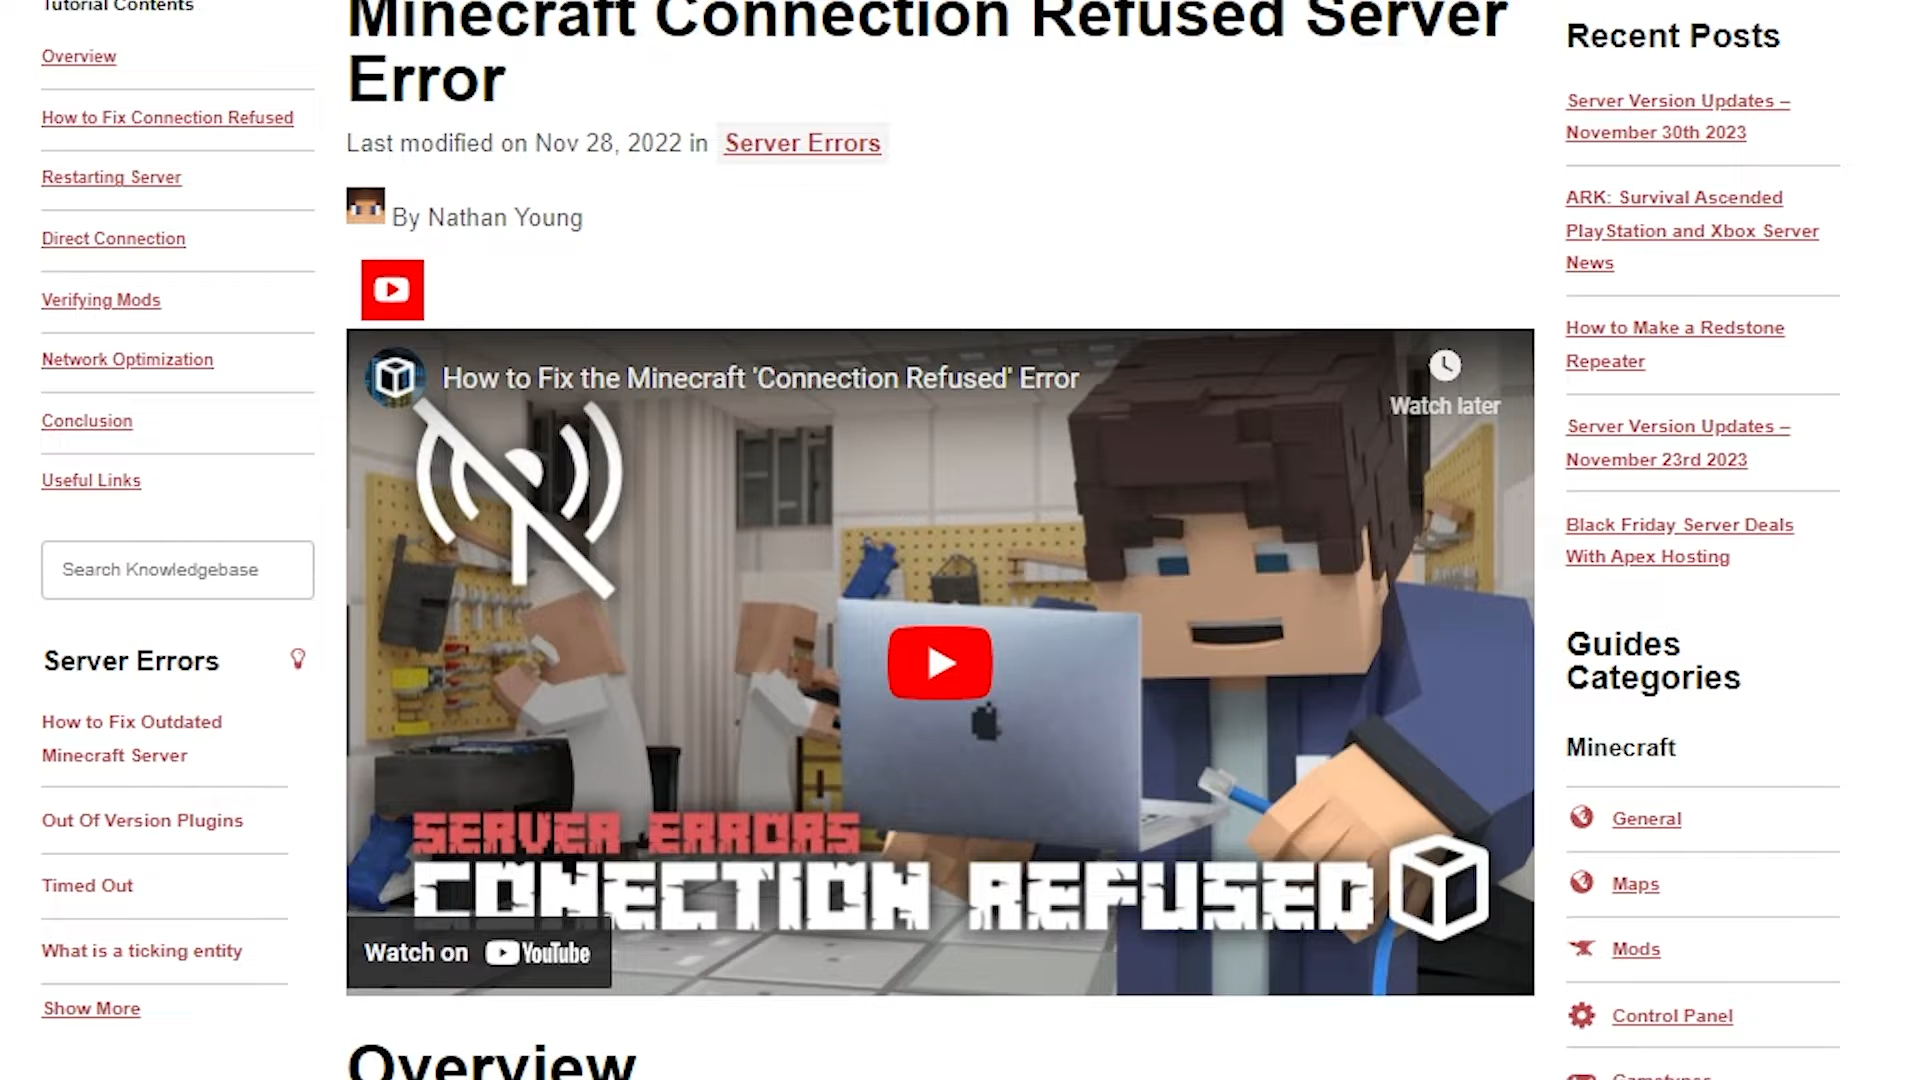 Tutorial Contents
Overview
How to Fix Connection Refused
Restarting Server
Direct Connection
Verifying Mods
Network Optimization
Conclusion
Useful Links
Search Knowledgebase
Server Errors
How to Fix Outdated
Minecraft Server
Out Of Version Plugins
Timed Out
What is a ticking entity
Show More
Minecraft Connection Refused Server
Error
Last modified on Nov 28, 2022 in Server Errors
By Nathan Young
How to Fix the Minecraft 'Connection Refused' Error
Watch later
SERVER ERRORS
CONECTION REFUSED
Watch on YouTube
Overview
Recent Posts
Server Version Updates –
November 30th 2023
ARK: Survival Ascended
PlayStation and Xbox Server
News
How to Make a Redstone
Repeater
Server Version Updates –
November 23rd 2023
Black Friday Server Deals
With Apex Hosting
Guides
Categories
Minecraft
General
Maps
Mods
Control Panel